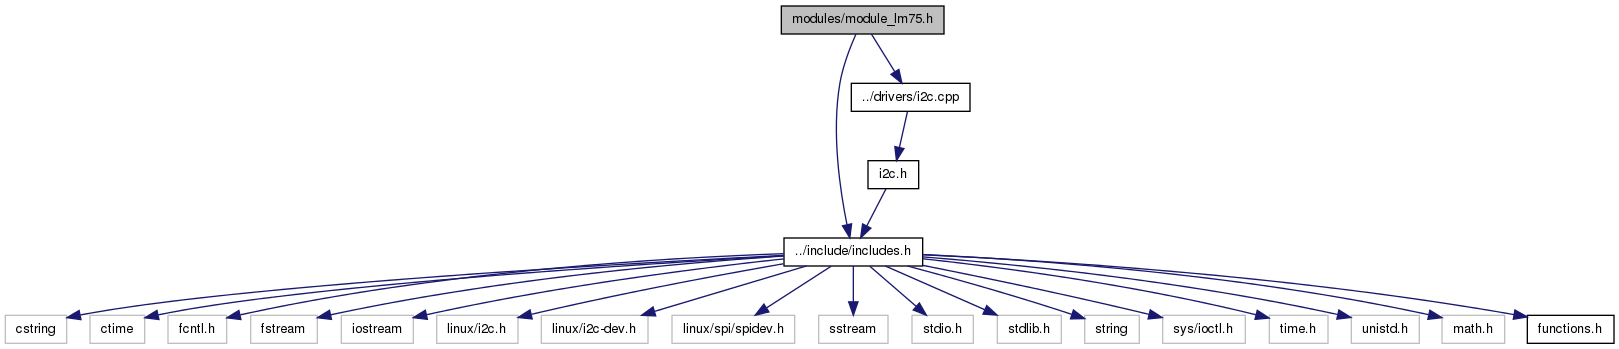 modules/module_lm75.h
../drivers/i2c.cpp
i2c.h
../include/includes.h
cstring
ctime
fcntl.h
fstream
iostream
linux/i2c.h
linux/i2c-dev.h
linux/spi/spidev.h
sstream
stdio.h
stdlib.h
string
sys/ioctl.h
time.h
unistd.h
math.h
functions.h